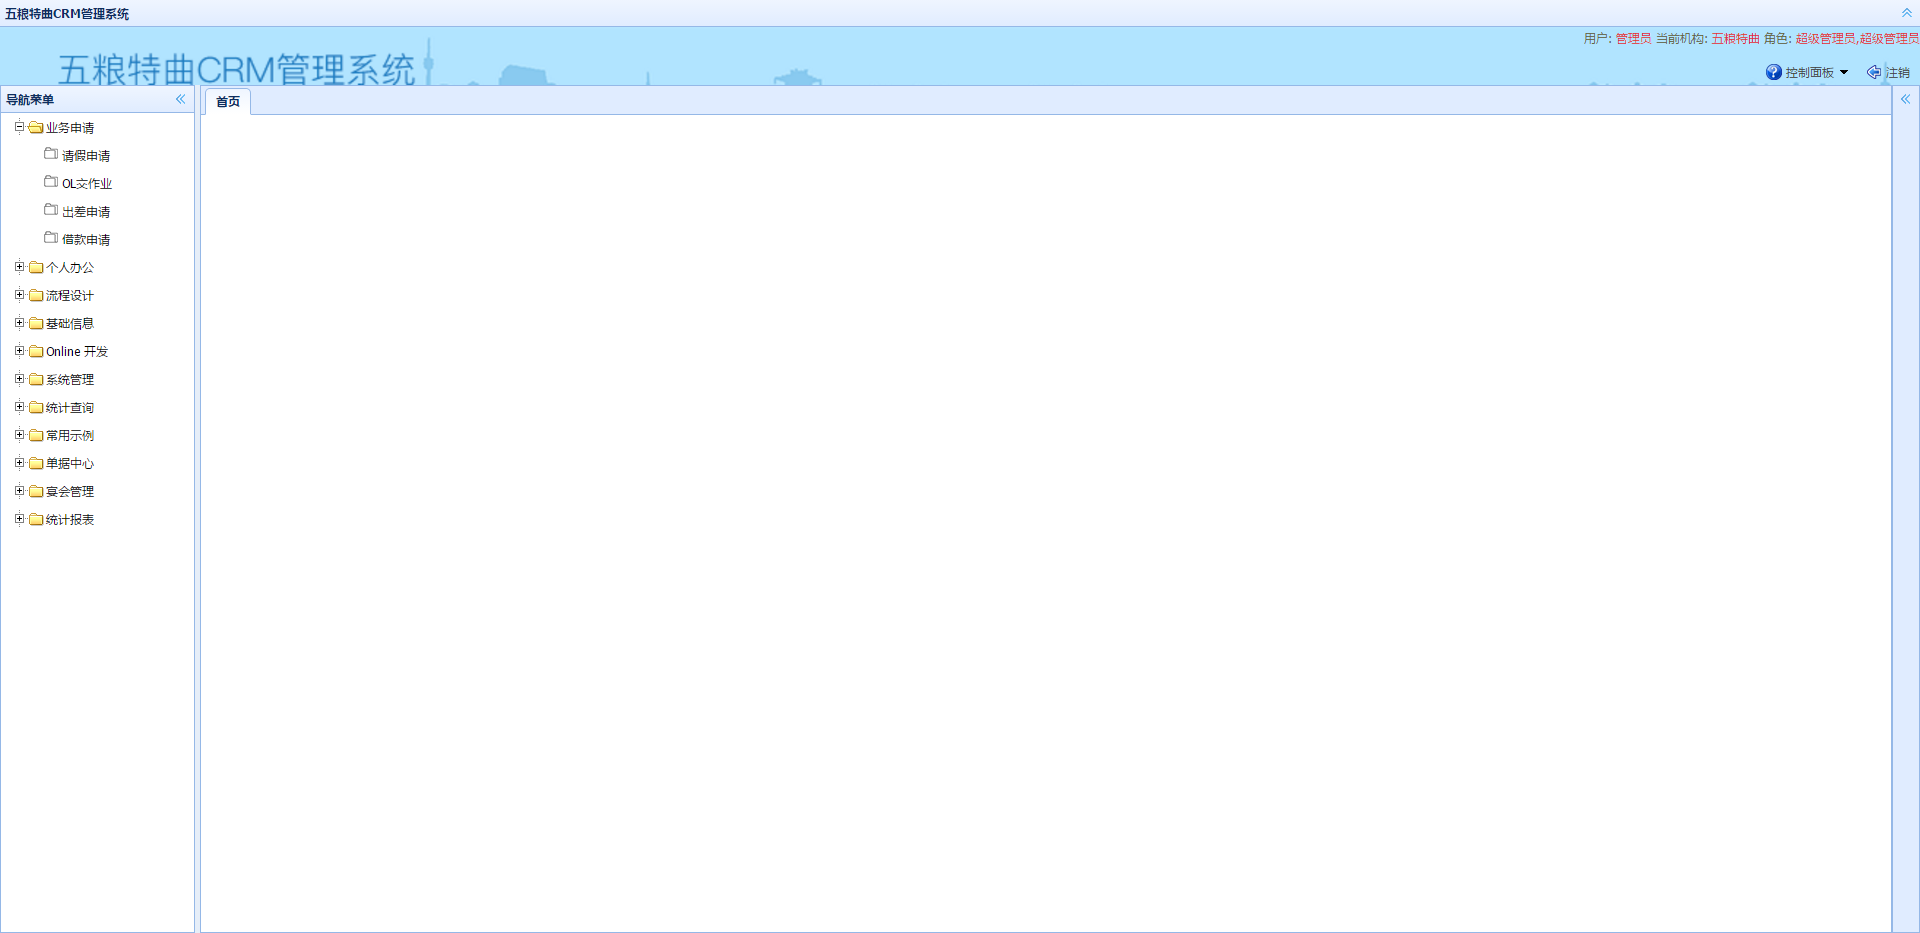 五粮特曲CRM管理系统
用户: 管理员 当前机构: 五粮特曲 角色: 超级管理员,超级管理员
五粮特曲CRM管理系统
控制面板 注销
导航菜单
首页
业务申请
请假申请
OL交作业
出差申请
借款申请
个人办公
流程设计
基础信息
Online 开发
系统管理
统计查询
常用示例
单据中心
宴会管理
统计报表